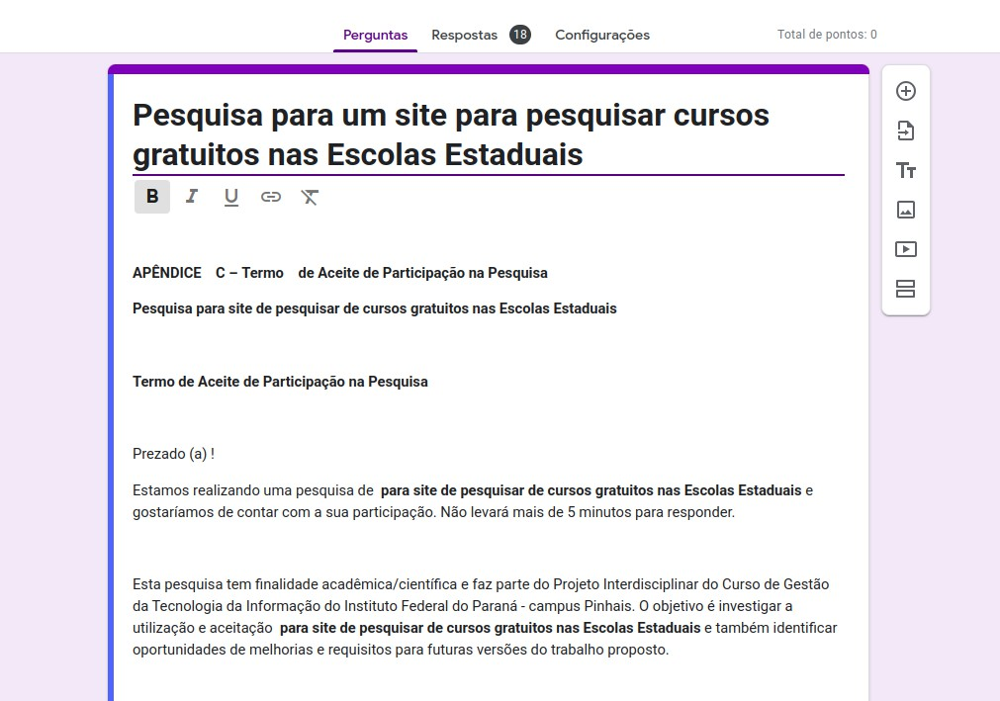 Perguntas Respostas 18 Configurações Total de pontos: 0
Pesquisa para um site para pesquisar cursos
gratuitos nas Escolas Estaduais
B I U
APÊNDICE C – Termo de Aceite de Participação na Pesquisa
Pesquisa para site de pesquisar de cursos gratuitos nas Escolas Estaduais
Termo de Aceite de Participação na Pesquisa
Prezado (a) !
Estamos realizando uma pesquisa de para site de pesquisar de cursos gratuitos nas Escolas Estaduais e
gostaríamos de contar com a sua participação. Não levará mais de 5 minutos para responder.
Esta pesquisa tem finalidade acadêmica/científica e faz parte do Projeto Interdisciplinar do Curso de Gestão
da Tecnologia da Informação do Instituto Federal do Paraná - campus Pinhais. O objetivo é investigar a
utilização e aceitação para site de pesquisar de cursos gratuitos nas Escolas Estaduais e também identificar
oportunidades de melhorias e requisitos para futuras versões do trabalho proposto.